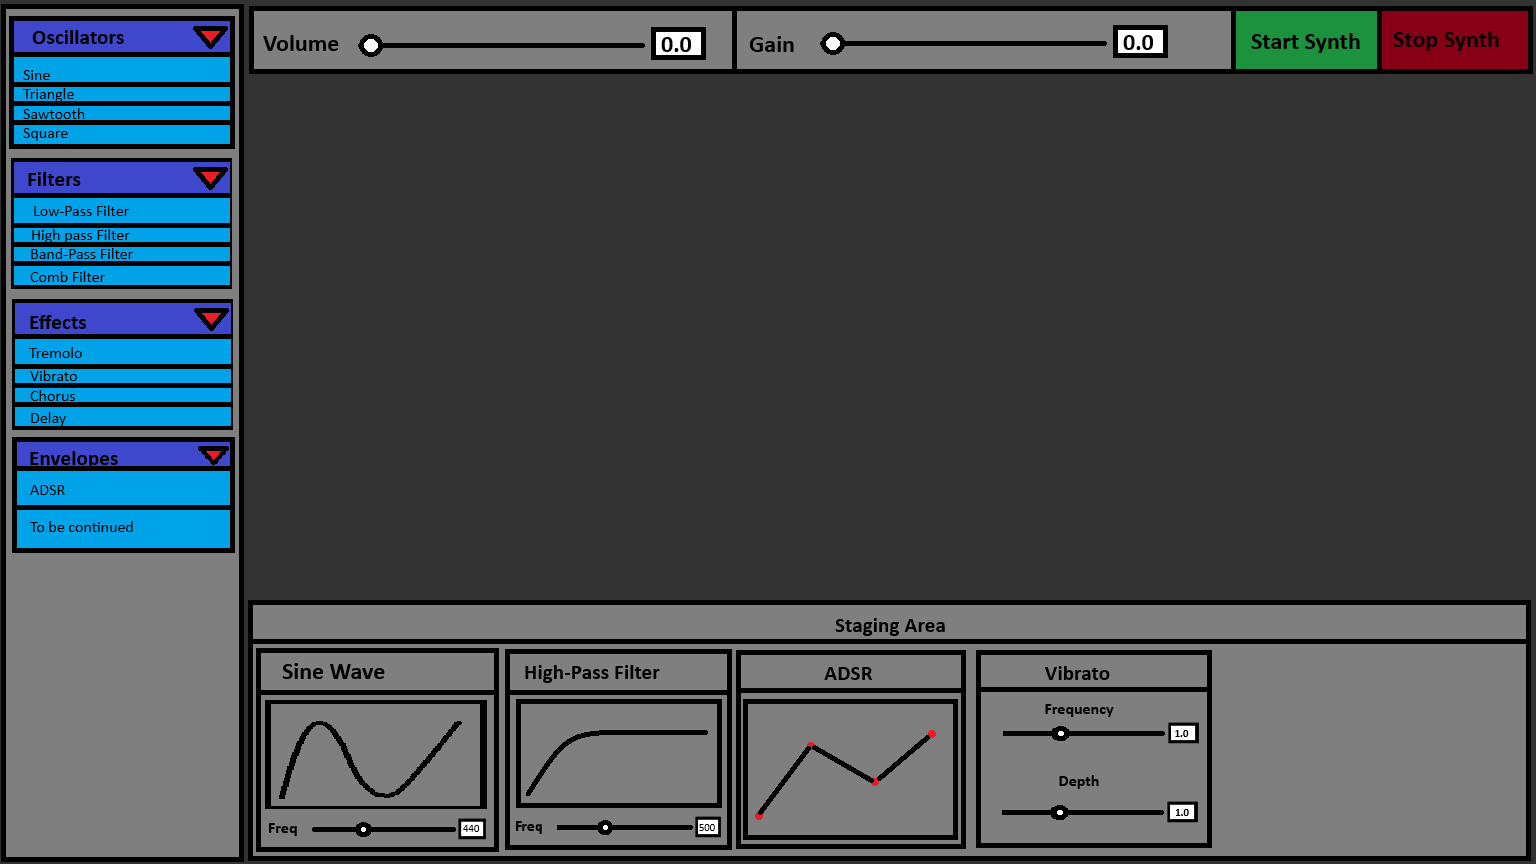 Oscillators
Sine
Triangle
Sawtooth
Square
Filters
Low-Pass Filter
High pass Filter
Band-Pass Filter
Comb Filter
Effects
Tremolo
Vibrato
Chorus
Delay
Envelopes
ADSR
To be continued
Volume 0.0 Gain 0.0 Start Synth Stop Synth
Staging Area
Sine Wave
Freq 440
High-Pass Filter
Freq 500
ADSR
Vibrato
Frequency
1.0
Depth
1.0